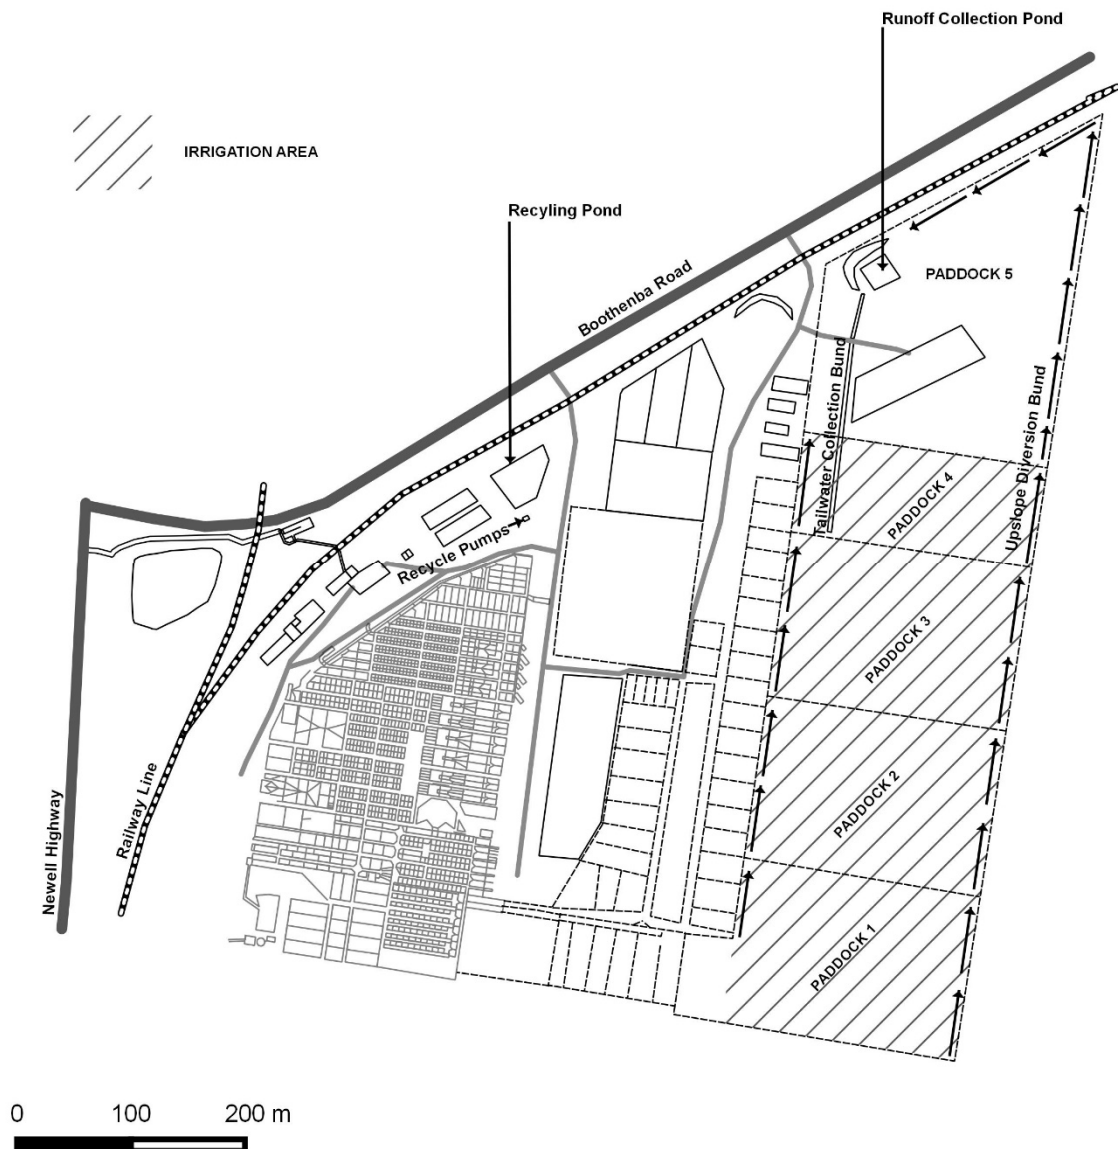 Runoff Collection Pond
IRRIGATION AREA
Recyling Pond
PADDOCK 5
Boothenba Road
ailwater Collection Bund
Upslope Diversion Bund
PADDOCK 4
Recycle Pumps
PADDOCK 3
Railway Line
Newell Highway
PADDOCK 2
PADDOCK 1
0 100 200 m